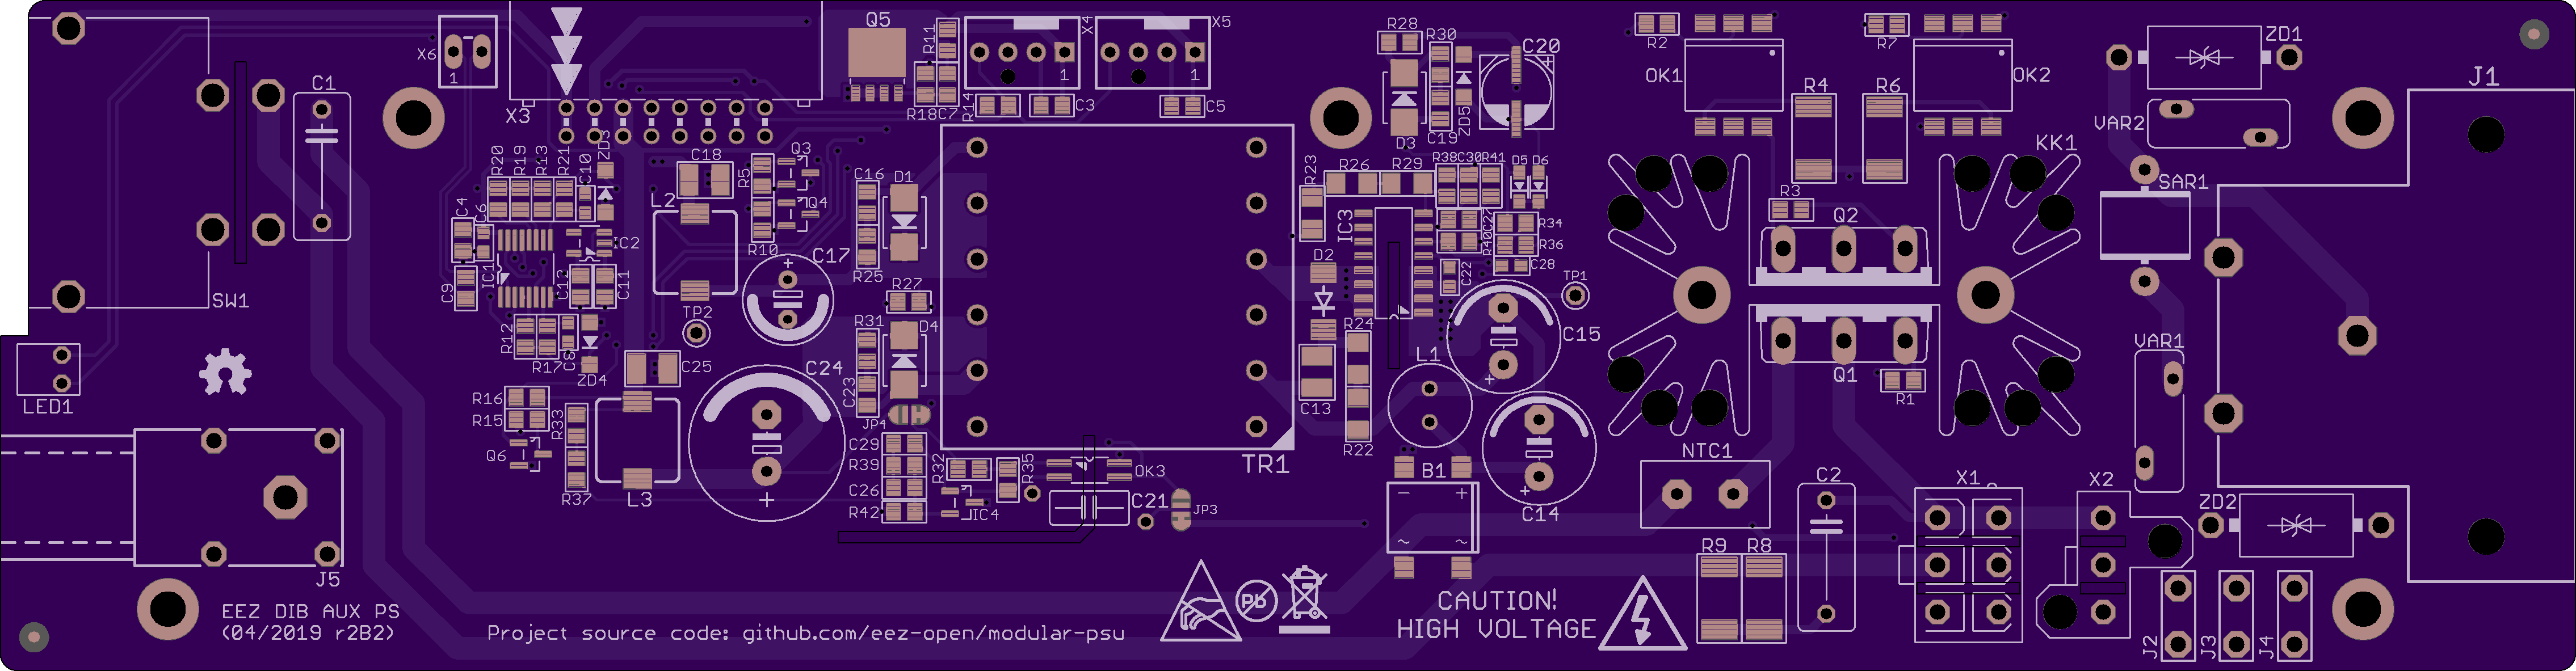 Q5
X4
X5
R28
R30
C20
R2
R7
ZD1
J1
X6
1
R11
1
1
OK1
OK2
C1
X3
R18
C7
R14
C3
C5
D3
C19
ZD5
R4
R6
VAR2
KK1
ZD3
R20
R19
R13
R21
C10
C18
R5
Q3
C16
D1
R23
R26
R29
R38
C30
R41
D5
D6
SAR1
R3
C4
C6
L2
Q4
IC3
Q2
IC2
R10
C17
+
R25
D2
C27
R40
R34
R36
C28
C22
TP1
C9
IC1
C12
C11
SW1
R27
TP2
R12
R17
C8
ZD4
R31
D4
R24
L1
C15
+
VAR1
C25
C24
Q1
R1
LED1
R16
R15
R33
C23
JP4
C13
+
Q6
C29
R39
C26
R42
R32
R35
OK3
TR1
R22
B1
NTC1
C2
X1
X2
ZD2
R37
L3
+
IC4
C21
JP3
− +
~ ~
+
C14
J5
R9
R8
EEZ DIB AUX PS
(04/2019 r2B2)
Project source code: github.com/eez-open/modular-psu
Pb
CAUTION!
HIGH VOLTAGE
J2
J3
J4